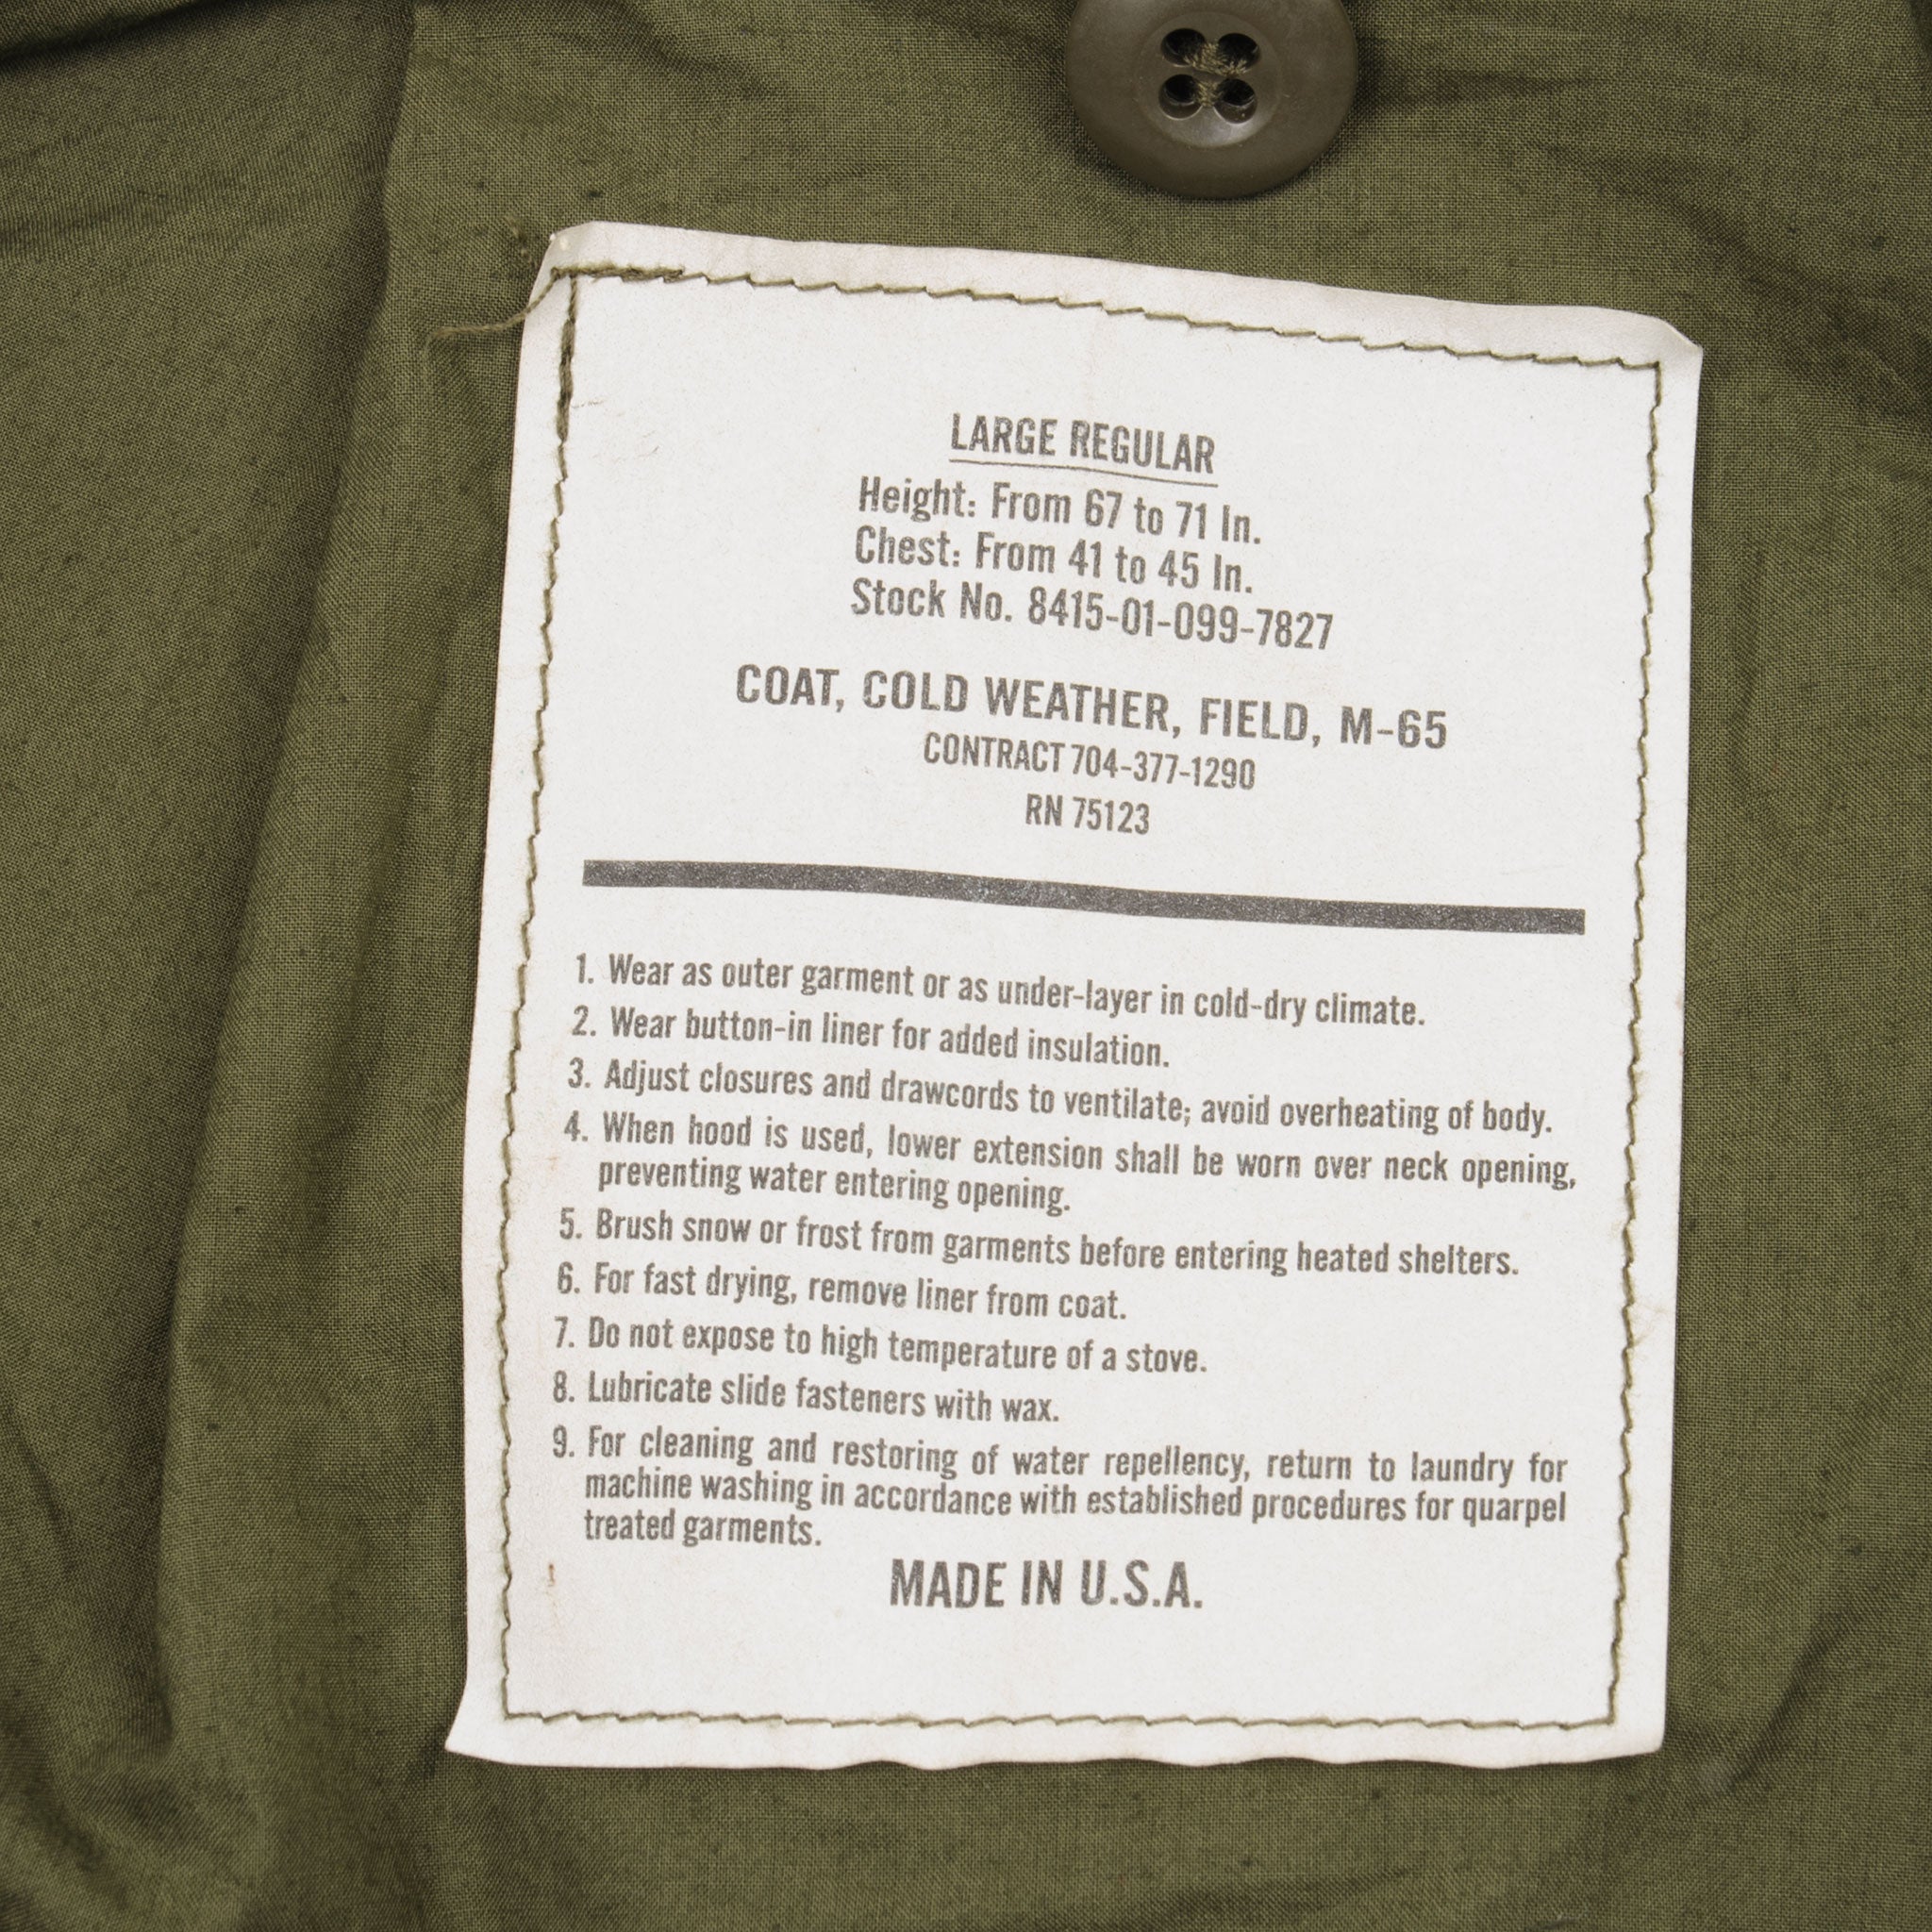 LARGE REGULAR
Height: From 67 to 71 In.
Chest: From 41 to 45 In.
Stock No. 8415-01-099-7827
COAT, COLD WEATHER, FIELD, M-65
CONTRACT 704-377-1290
RN 75123
1. Wear as outer garment or as under-layer in cold-dry climate.
2. Wear button-in liner for added insulation.
3. Adjust closures and drawcords to ventilate; avoid overheating of body.
4. When hood is used, lower extension shall be worn over neck opening,
preventing water entering opening.
5. Brush snow or frost from garments before entering heated shelters.
6. For fast drying, remove liner from coat.
7. Do not expose to high temperature of a stove.
8. Lubricate slide fasteners with wax.
9. For cleaning and restoring of water repellency, return to laundry for
machine washing in accordance with established procedures for quarpel
treated garments.
MADE IN U.S.A.